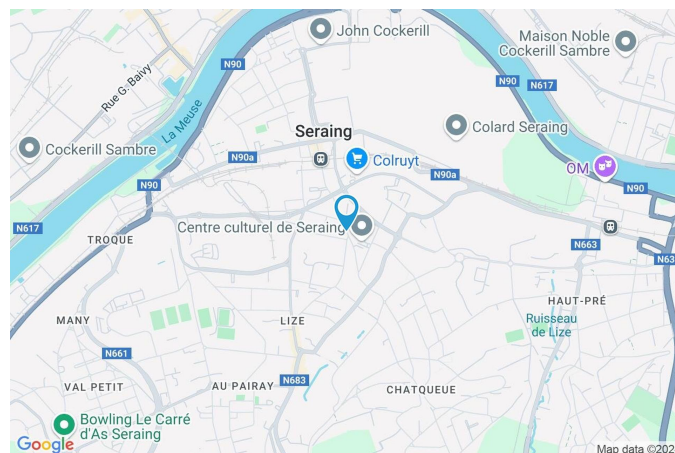 John Cockerill
Maison Noble
Cockerill Sambre
N90
N617
Rue G. Baivy
N90
La Meuse
Seraing
Colard Seraing
Cockerill Sambre
N90a
Colruyt
OM
N90a
N90
N90
N617
Centre culturel de Seraing
TROQUE
N663
N63
HAUT-PRÉ
Ruisseau
de Lize
MANY
LIZE
N661
VAL PETIT
AU PAIRAY
N683
CHATQUEUE
Bowling Le Carré
d'As Seraing
Google
Map data ©202